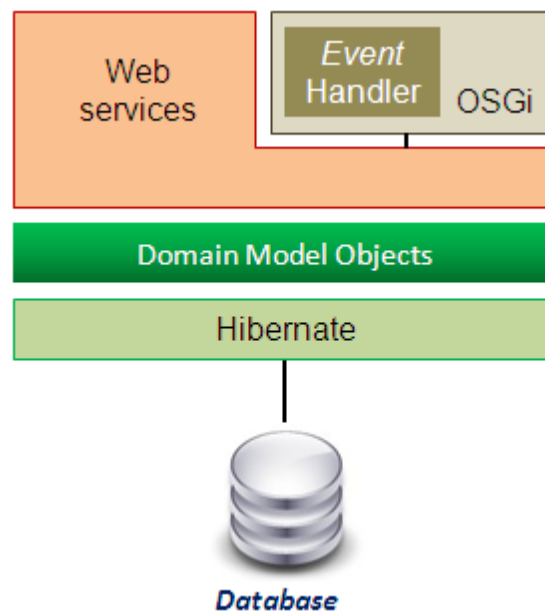 Web
services
Event
Handler
OSGi
Domain Model Objects
Hibernate
Database